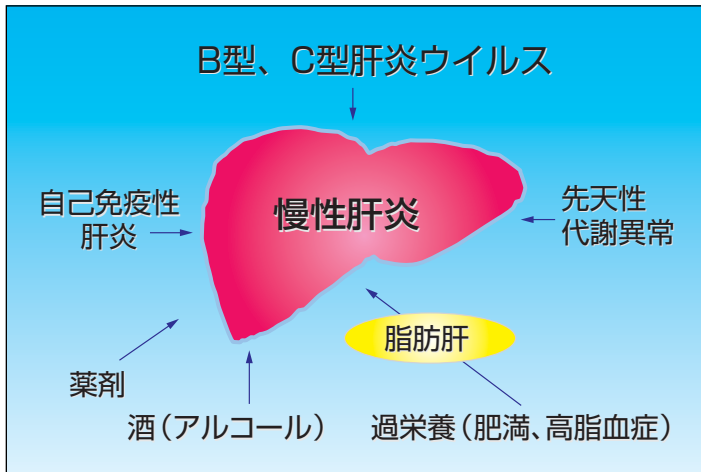 B型、C型肝炎ウイルス
自己免疫性
肝炎
慢性肝炎
先天性
代謝異常
脂肪肝
薬剤
酒（アルコール）
過栄養（肥満、高脂血症）